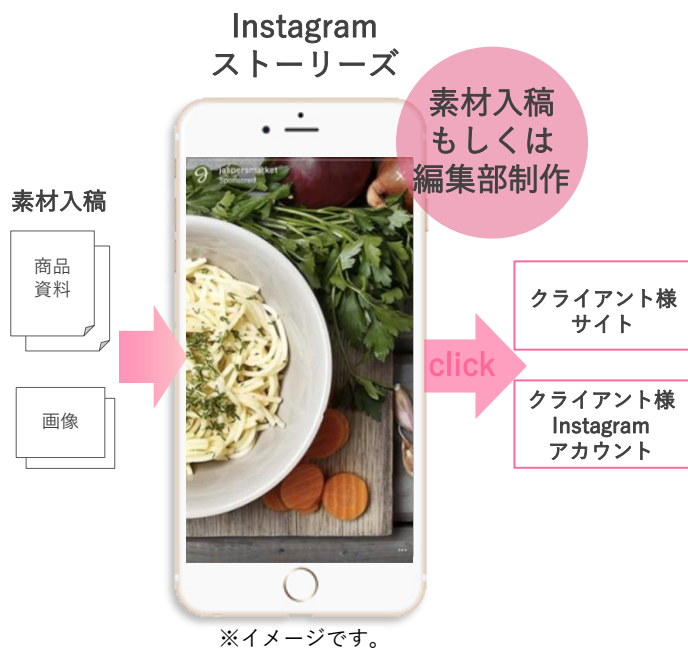 Instagram
ストーリーズ
素材入稿
もしくは
編集部制作
jaspersmarket
Sponsored
素材入稿
商品
資料
画像
click
クライアント様
サイト
クライアント様
Instagram
アカウント
※イメージです。